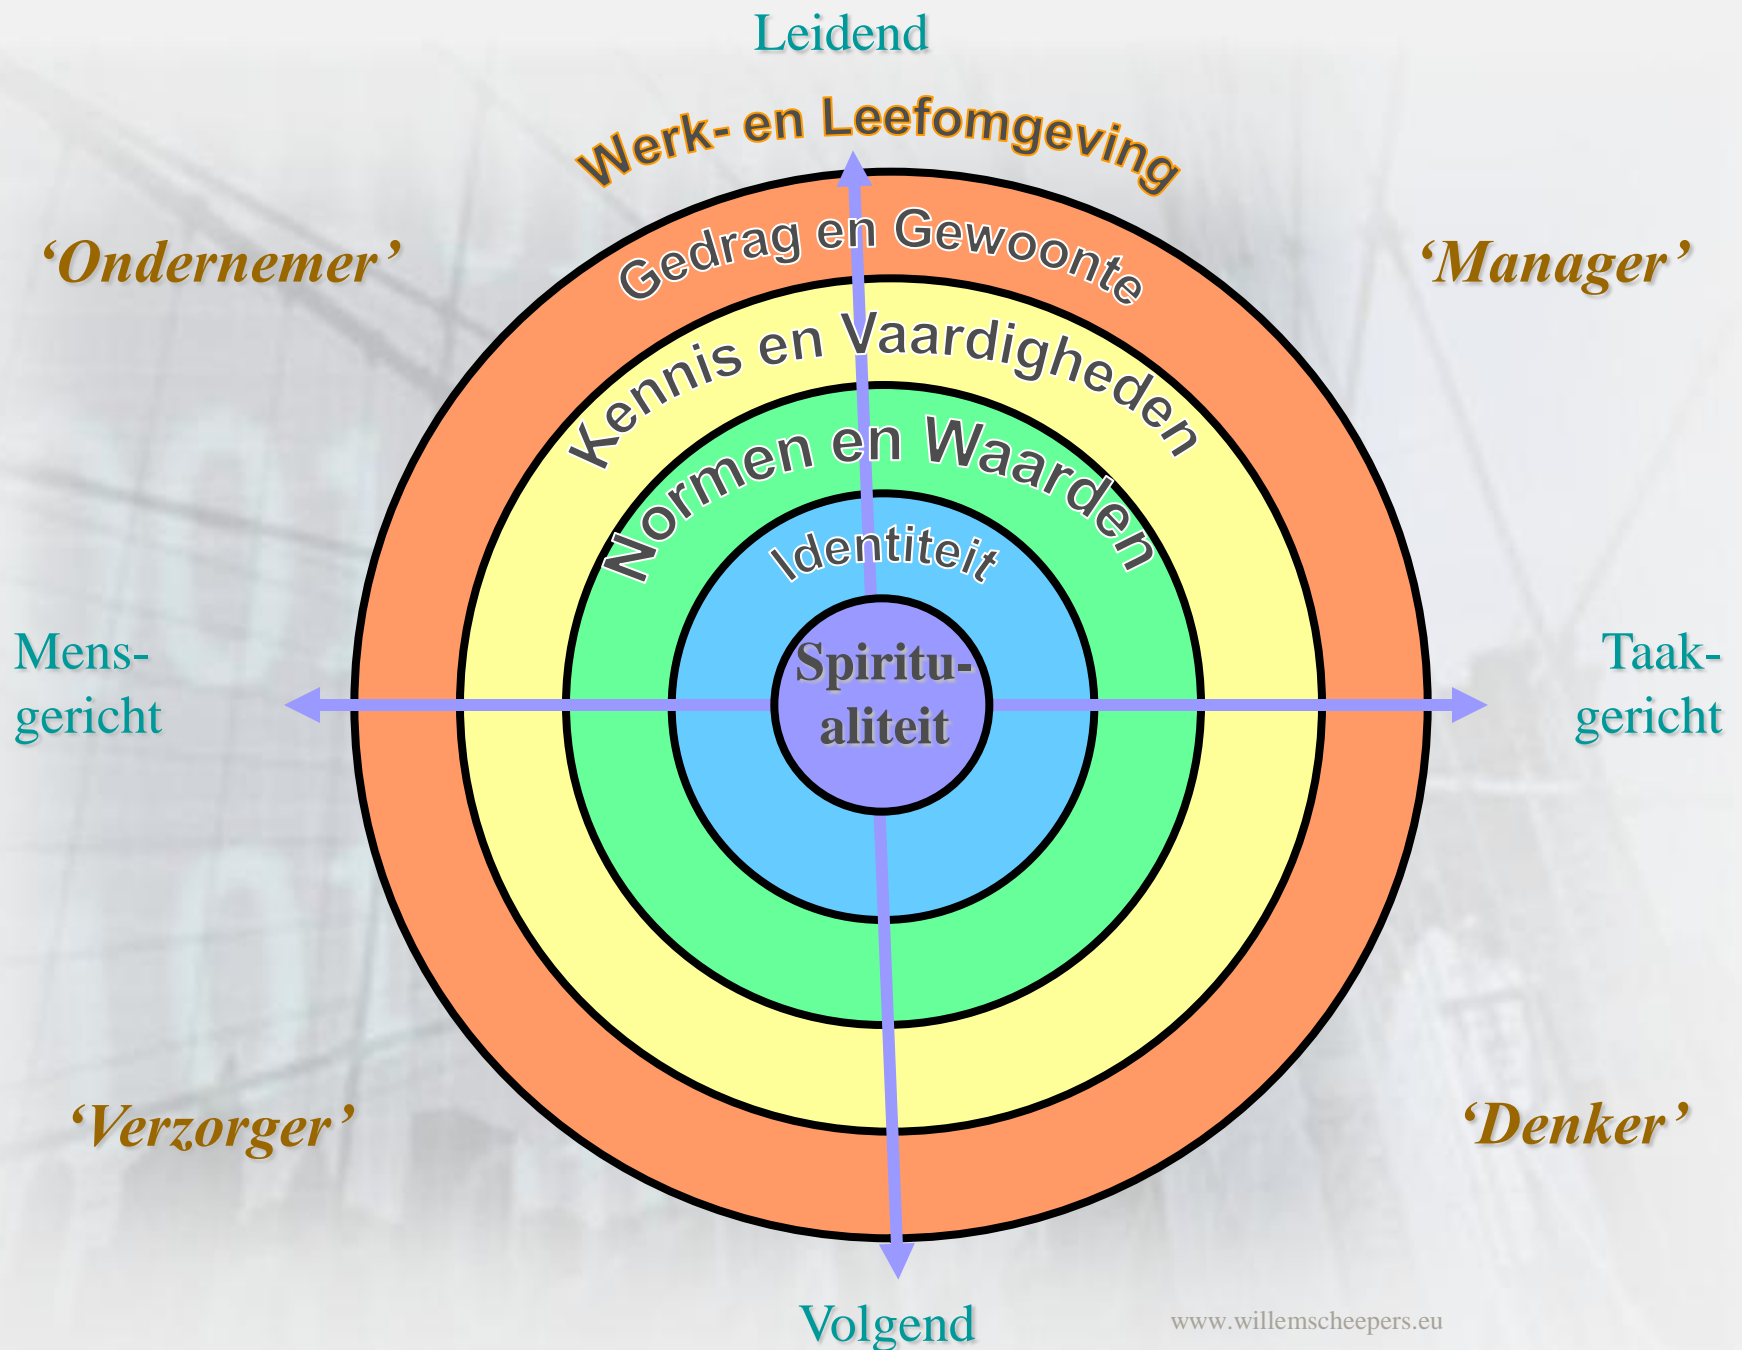 Leidend
Werk- en Leefomgeving
‘Ondernemer’
‘Manager’
Gedrag en Gewoonte
Kennis en Vaardigheden
Normen en Waarden
Identiteit
Mens-
gericht
Spiritu-
aliteit
Taak-
gericht
‘Verzorger’
‘Denker’
Volgend
www.willemscheepers.eu